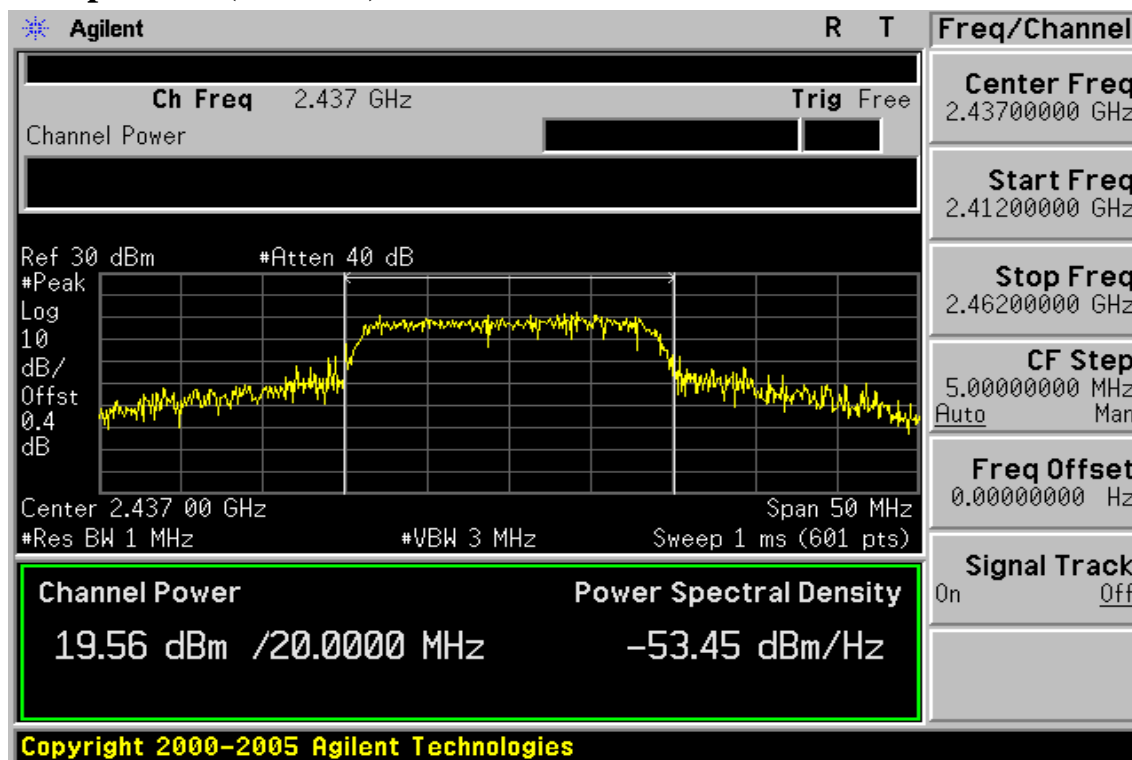 Agilent R T
Freq/Channel
Ch Freq 2.437 GHz Trig Free
Channel Power
Center Freq
2.43700000 GHz
Start Freq
2.41200000 GHz
Stop Freq
2.46200000 GHz
CF Step
5.00000000 MHz
Auto Man
Freq Offset
0.00000000 Hz
Signal Track
On Off
Ref 30 dBm #Atten 40 dB
#Peak
Log
10
dB/
Offst
0.4
dB
Center 2.437 00 GHz Span 50 MHz
#Res BW 1 MHz #VBW 3 MHz Sweep 1 ms (601 pts)
Channel Power Power Spectral Density
19.56 dBm /20.0000 MHz -53.45 dBm/Hz
Copyright 2000-2005 Agilent Technologies